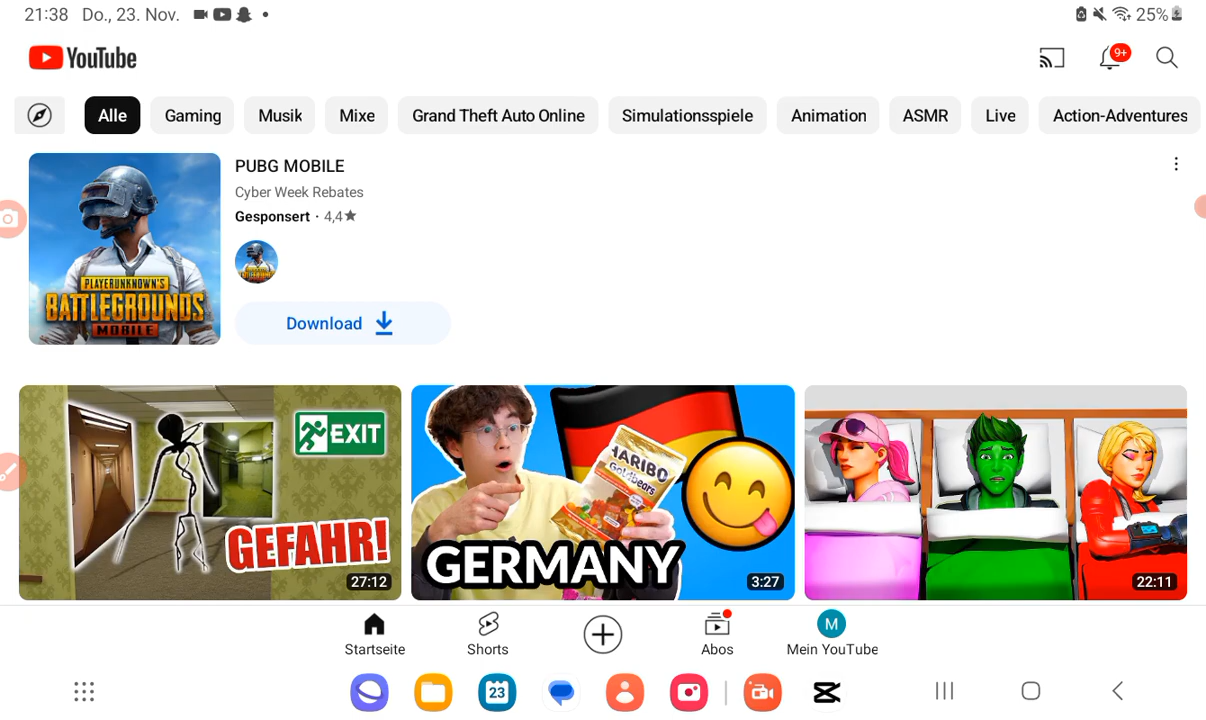 21:38 Do., 23. Nov.
25%
YouTube
9+
Alle Gaming Musik Mixe Grand Theft Auto Online Simulationsspiele Animation ASMR Live Action-Adventures
PUBG MOBILE
Cyber Week Rebates
Gesponsert · 4,4★
PLAYERUNKNOWN'S
BATTLEGROUNDS
MOBILE
Download
EXIT
GEFAHR!
27:12
HARIBO
Goldbears
GERMANY
3:27
22:11
Startseite Shorts Abos M Mein YouTube
23